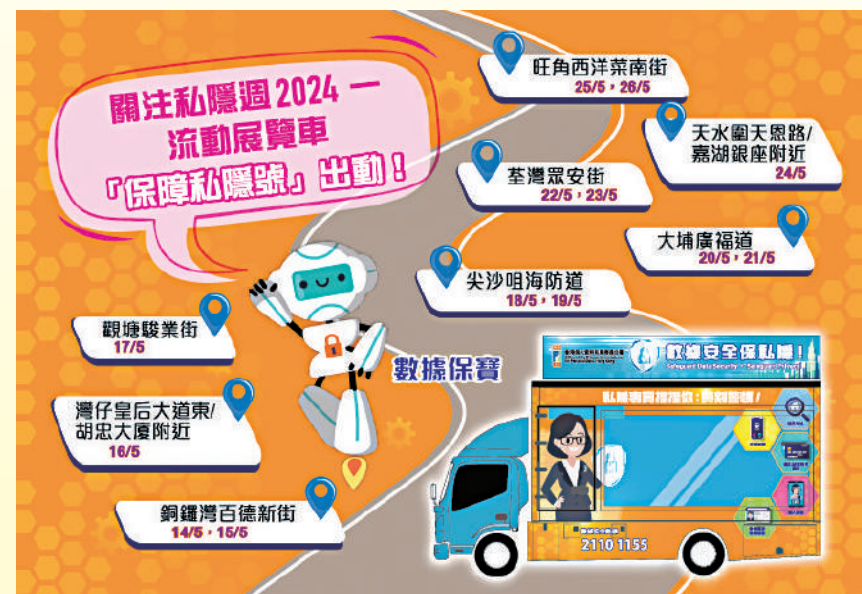 關注私隱週 2024 —
流動展覽車
「保障私隱號」出動！
旺角西洋菜南街
25/5，26/5
天水圍天恩路/
嘉湖銀座附近
24/5
荃灣眾安街
22/5，23/5
大埔廣福道
20/5，21/5
尖沙咀海防道
18/5，19/5
觀塘駿業街
17/5
灣仔皇后大道東/
胡忠大廈附近
16/5
銅鑼灣百德新街
14/5，15/5
數據保寶
數據安全保私隱！
Safeguard Data Security • Safeguard Privacy!
2110 1155